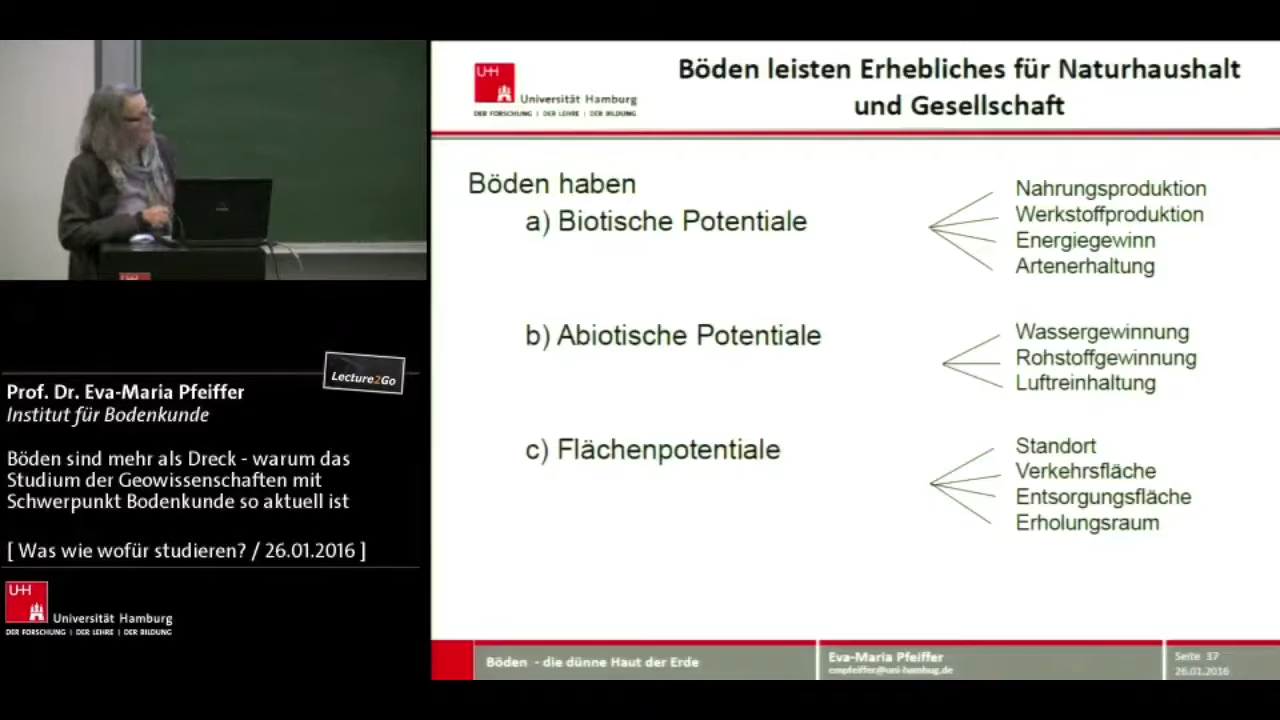 Böden leisten Erhebliches für Naturhaushalt
und Gesellschaft
UHH
Universität Hamburg
DER FORSCHUNG | DER LEHRE | DER BILDUNG
Böden haben
a) Biotische Potentiale
Nahrungsproduktion
Werkstoffproduktion
Energiegewinn
Artenerhaltung
b) Abiotische Potentiale
Wassergewinnung
Rohstoffgewinnung
Luftreinhaltung
c) Flächenpotentiale
Standort
Verkehrsfläche
Entsorgungsfläche
Erholungsraum
Böden - die dünne Haut der Erde
Eva-Maria Pfeiffer
empfeiffer@uni-hambug.de
Seite 37
26.01.2016
Lecture2Go
Prof. Dr. Eva-Maria Pfeiffer
Institut für Bodenkunde
Böden sind mehr als Dreck - warum das
Studium der Geowissenschaften mit
Schwerpunkt Bodenkunde so aktuell ist
[ Was wie wofür studieren? / 26.01.2016 ]
UHH
Universität Hamburg
DER FORSCHUNG | DER LEHRE | DER BILDUNG